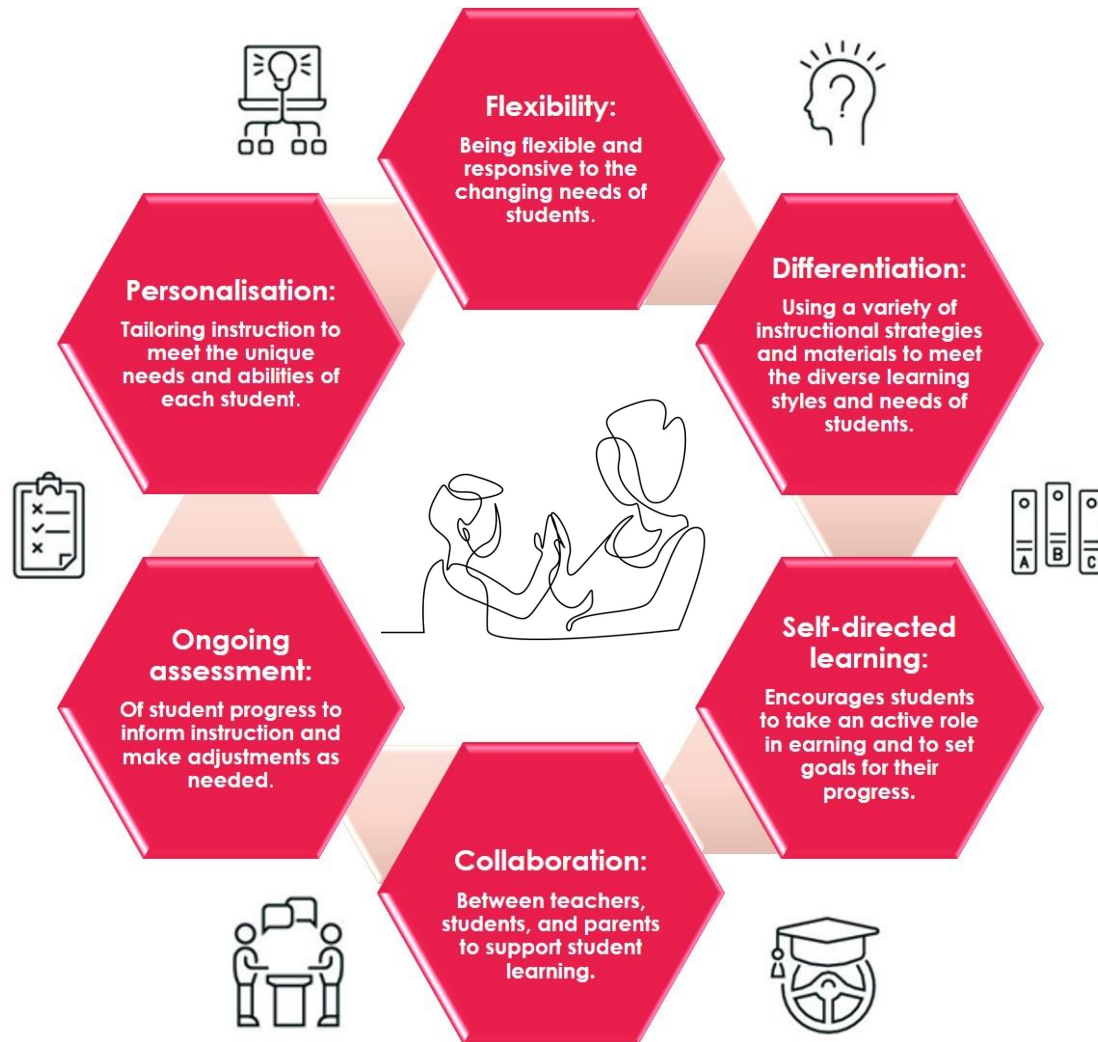 Flexibility:
Being flexible and
responsive to the
changing needs of
students.
Differentiation:
Using a variety of
instructional strategies
and materials to meet
the diverse learning
styles and needs of
students.
A B C
Self-directed
learning:
Encourages students
to take an active role
in earning and to set
goals for their
progress.
Collaboration:
Between teachers,
students, and parents
to support student
learning.
Ongoing
assessment:
Of student progress to
inform instruction and
make adjustments as
needed.
Personalisation:
Tailoring instruction to
meet the unique
needs and abilities of
each student.